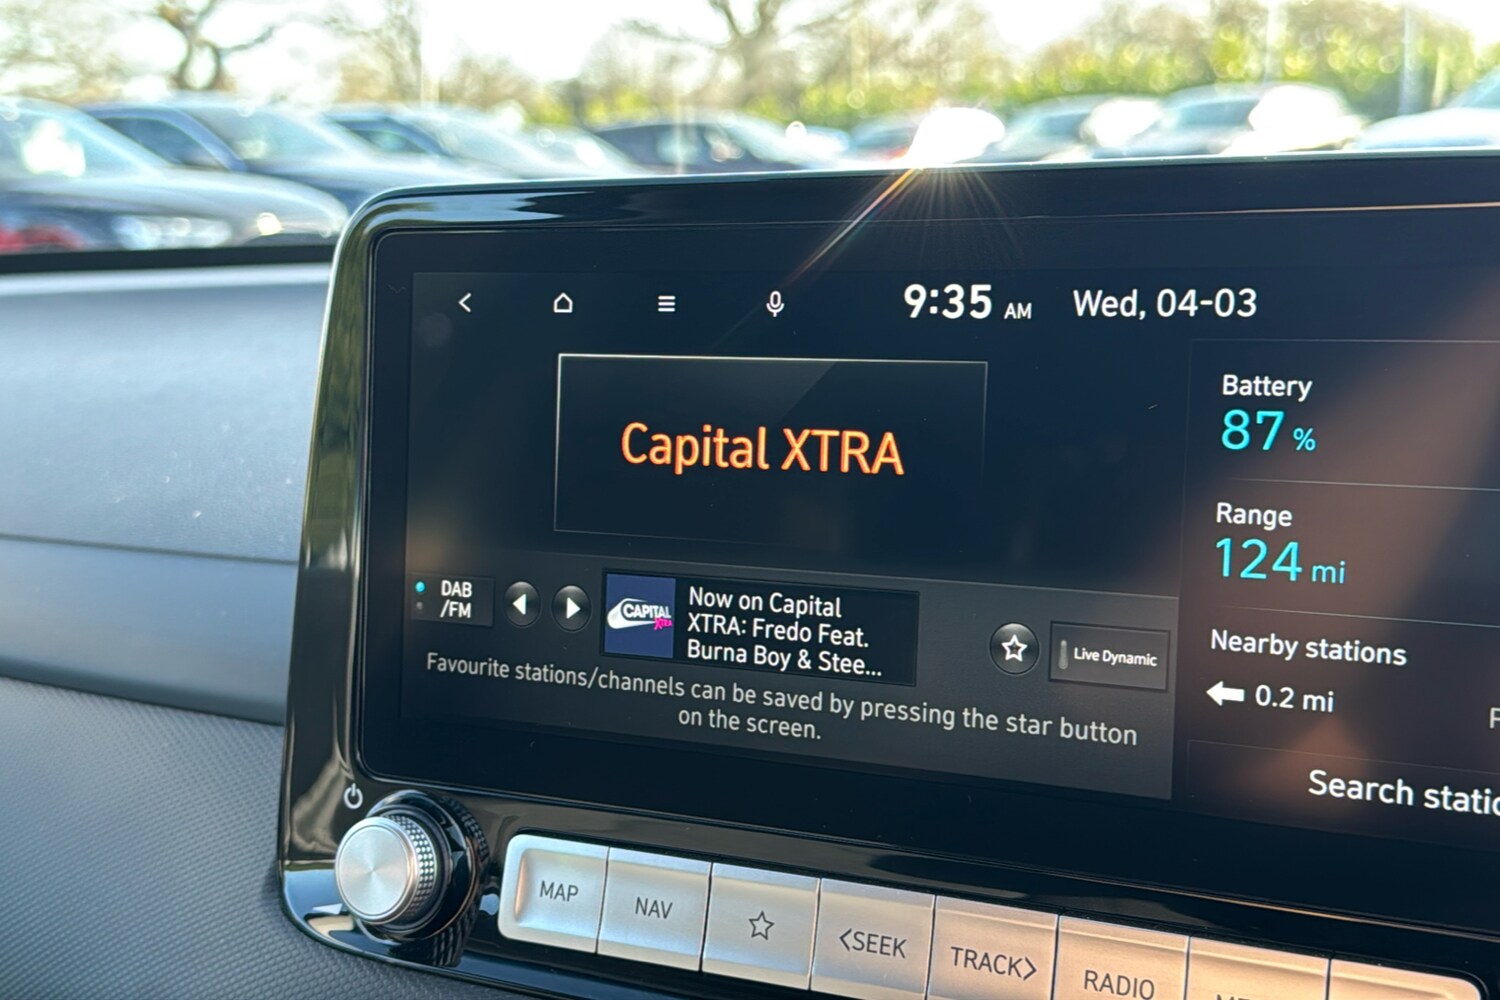 9:35 AM Wed, 04-03
Capital XTRA
Battery
87 %
Range
124 mi
DAB
/FM
CAPITAL
XTRA
Now on Capital
XTRA: Fredo Feat.
Burna Boy & Stee...
Live Dynamic
Favourite stations/channels can be saved by pressing the star button
on the screen.
Nearby stations
0.2 mi
Search
MAP
NAV
<SEEK
TRACK>
RADIO